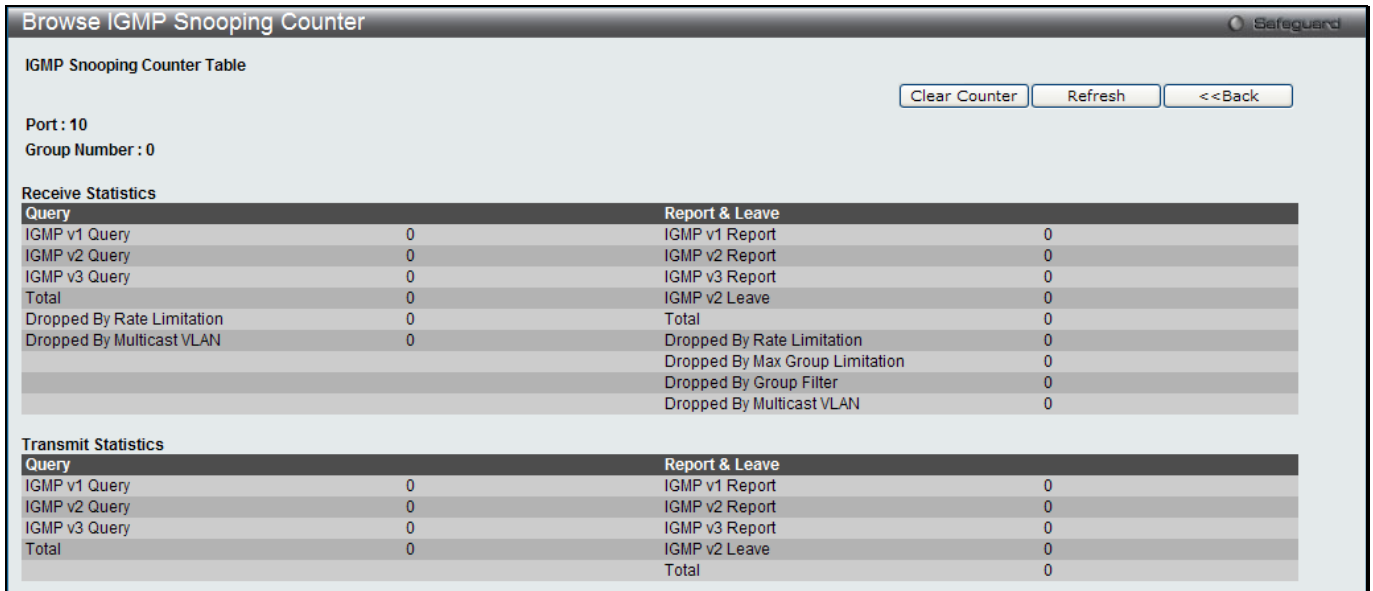 Browse IGMP Snooping Counter
Safeguard
IGMP Snooping Counter Table
Clear Counter Refresh <<Back
Port : 10
Group Number : 0
Receive Statistics
Query Report & Leave
IGMP v1 Query 0 IGMP v1 Report 0
IGMP v2 Query 0 IGMP v2 Report 0
IGMP v3 Query 0 IGMP v3 Report 0
Total 0 IGMP v2 Leave 0
Dropped By Rate Limitation 0 Total 0
Dropped By Multicast VLAN 0 Dropped By Rate Limitation 0
Dropped By Max Group Limitation 0
Dropped By Group Filter 0
Dropped By Multicast VLAN 0
Transmit Statistics
Query Report & Leave
IGMP v1 Query 0 IGMP v1 Report 0
IGMP v2 Query 0 IGMP v2 Report 0
IGMP v3 Query 0 IGMP v3 Report 0
Total 0 IGMP v2 Leave 0
Total 0